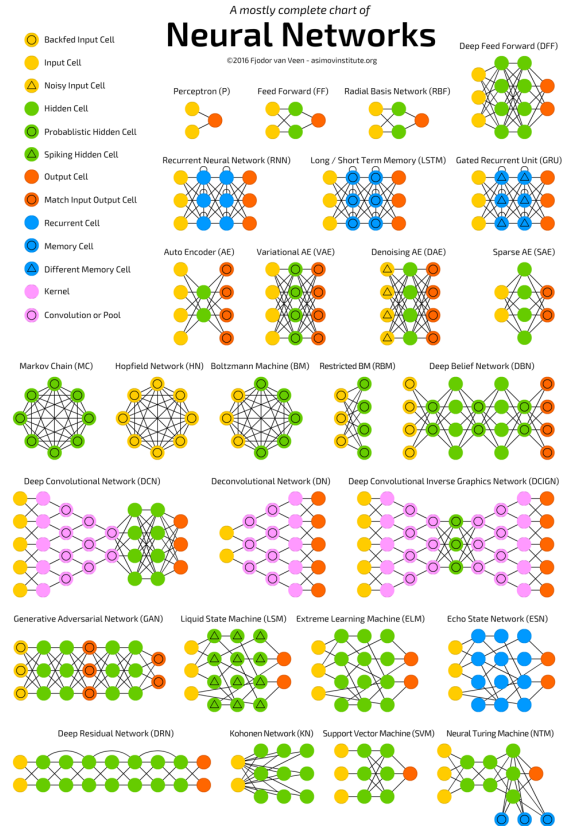 A mostly complete chart of
Neural Networks
©2016 Fjodor van Veen - asimovinstitute.org
Backfed Input Cell
Input Cell
Noisy Input Cell
Hidden Cell
Probablistic Hidden Cell
Spiking Hidden Cell
Output Cell
Match Input Output Cell
Recurrent Cell
Memory Cell
Different Memory Cell
Kernel
Convolution or Pool
Deep Feed Forward (DFF)
Perceptron (P)
Feed Forward (FF)
Radial Basis Network (RBF)
Recurrent Neural Network (RNN)
Long / Short Term Memory (LSTM)
Gated Recurrent Unit (GRU)
Auto Encoder (AE)
Variational AE (VAE)
Denoising AE (DAE)
Sparse AE (SAE)
Markov Chain (MC)
Hopfield Network (HN)
Boltzmann Machine (BM)
Restricted BM (RBM)
Deep Belief Network (DBN)
Deep Convolutional Network (DCN)
Deconvolutional Network (DN)
Deep Convolutional Inverse Graphics Network (DCIGN)
Generative Adversarial Network (GAN)
Liquid State Machine (LSM)
Extreme Learning Machine (ELM)
Echo State Network (ESN)
Deep Residual Network (DRN)
Kohonen Network (KN)
Support Vector Machine (SVM)
Neural Turing Machine (NTM)